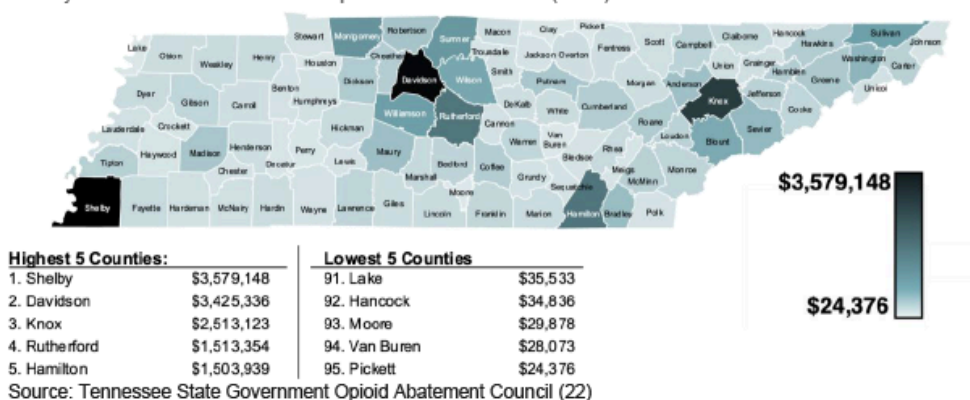 Stewart
Montgomery
Robertson
Sumner
Macon
Clay
Pickett
Lake
Obion
Weakley
Henry
Houston
Cheatham
Trousdale
Jackson
Overton
Fentress
Scott
Campbell
Claiborne
Hancock
Hawkins
Sullivan
Johnson
Dyer
Gibson
Carroll
Benton
Humphreys
Dickson
Davidson
Wilson
Smith
Putnam
Morgan
Anderson
Union
Grainger
Hamblen
Greene
Washington
Carter
Unicoi
Lauderdale
Crockett
Hickman
Williamson
Rutherford
Cannon
DeKalb
White
Cumberland
Roane
Knox
Jefferson
Cocke
Tipton
Haywood
Madison
Henderson
Decatur
Perry
Lewis
Maury
Bedford
Coffee
Warren
Van
Buren
Bledsoe
Rhea
Loudon
Blount
Sevier
Chester
Marshall
Moore
Grundy
Sequatchie
Meigs
McMinn
Monroe
Shelby
Fayette
Hardeman
McNairy
Hardin
Wayne
Lawrence
Giles
Lincoln
Franklin
Marion
Hamilton
Bradley
Polk
$3,579,148
$24,376
Highest 5 Counties:
1. Shelby $3,579,148
2. Davidson $3,425,336
3. Knox $2,513,123
4. Rutherford $1,513,354
5. Hamilton $1,503,939
Lowest 5 Counties
91. Lake $35,533
92. Hancock $34,836
93. Moore $29,878
94. Van Buren $28,073
95. Pickett $24,376
Source: Tennessee State Government Opioid Abatement Council (22)